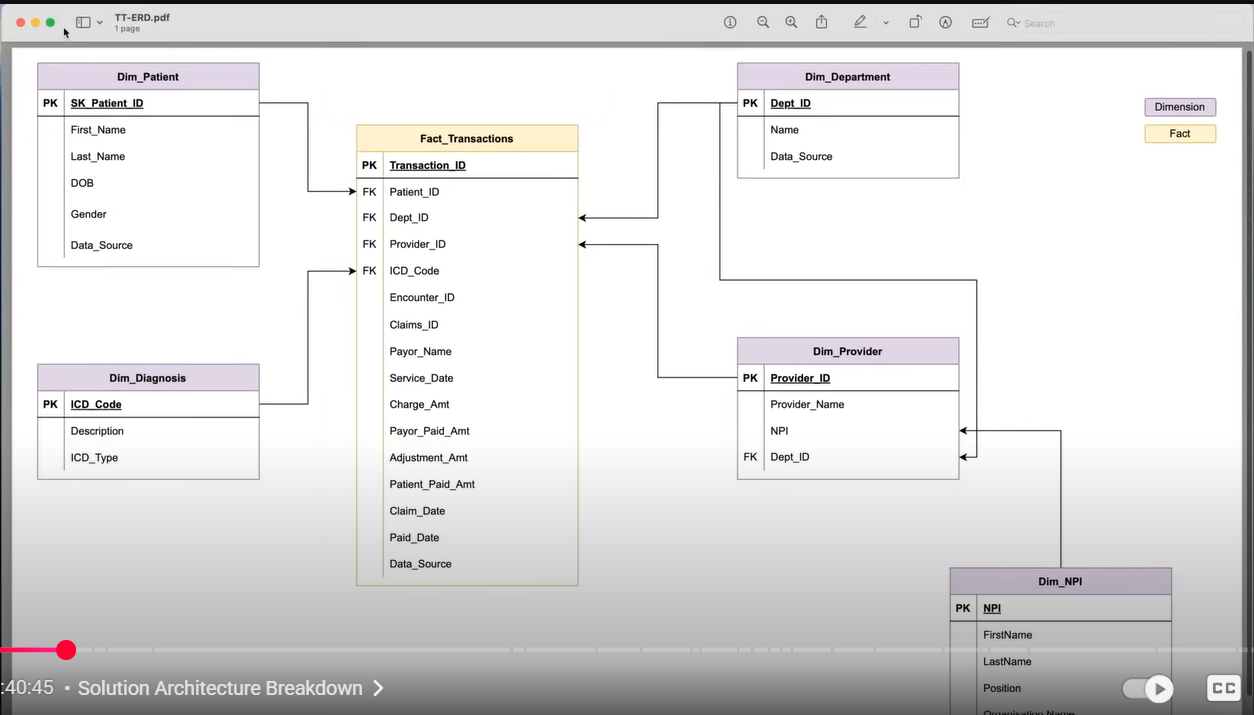 TT-ERD.pdf
1 page
Search
Dim_Patient
PK SK_Patient_ID
First_Name
Last_Name
DOB
Gender
Data_Source
Fact_Transactions
PK Transaction_ID
FK Patient_ID
FK Dept_ID
FK Provider_ID
FK ICD_Code
Encounter_ID
Claims_ID
Payor_Name
Service_Date
Charge_Amt
Payor_Paid_Amt
Adjustment_Amt
Patient_Paid_Amt
Claim_Date
Paid_Date
Data_Source
Dim_Department
PK Dept_ID
Name
Data_Source
Dimension
Fact
Dim_Diagnosis
PK ICD_Code
Description
ICD_Type
Dim_Provider
PK Provider_ID
Provider_Name
NPI
FK Dept_ID
Dim_NPI
PK NPI
FirstName
LastName
Position
Organisation Name
:40:45 • Solution Architecture Breakdown
CC